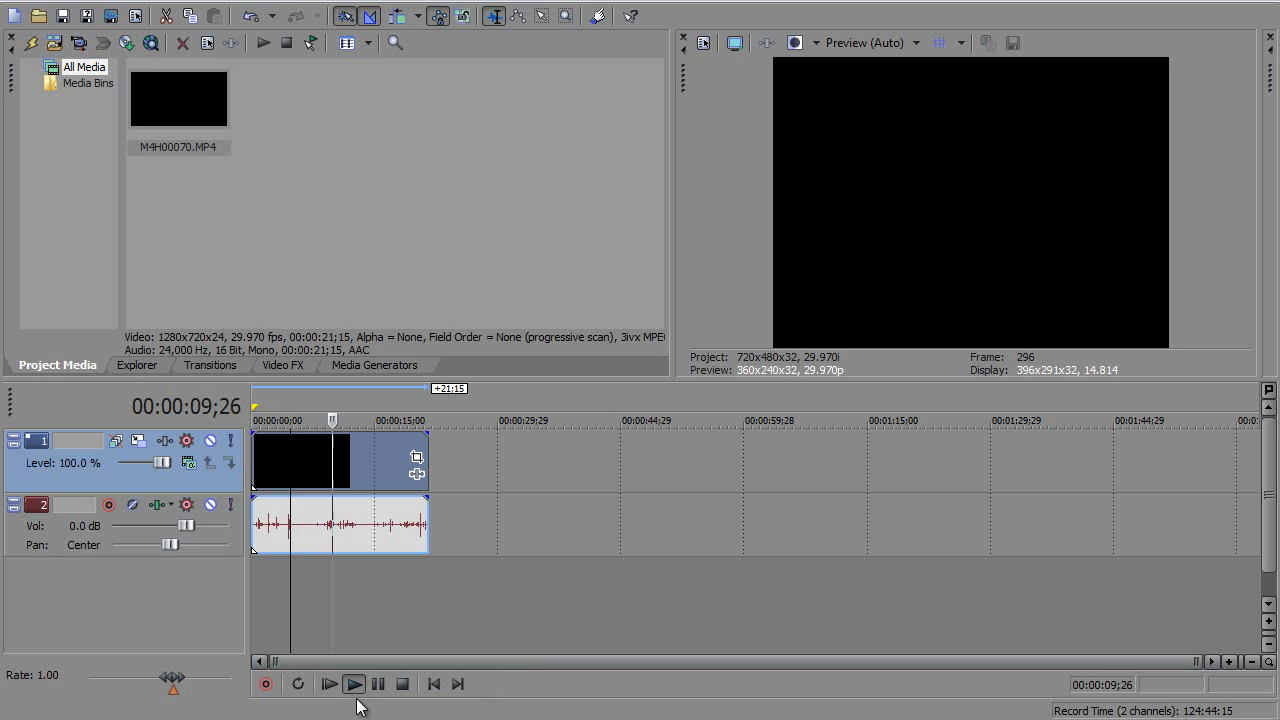 Preview (Auto)
All Media
Media Bins
M4H00070.MP4
Video: 1280x720x24, 29.970 fps, 00:00:21;15, Alpha = None, Field Order = None (progressive scan), 3ivx MPE
Audio: 24,000 Hz, 16 Bit, Mono, 00:00:21;15, AAC
Project Media Explorer Transitions Video FX Media Generators
Project: 720x480x32, 29.970i Frame: 296
Preview: 360x240x32, 29.970p Display: 396x291x32, 14.814
+21;15
00:00:09;26
00:00:00;00 00:00:15;00 00:00:29;29 00:00:44;29 00:00:59;28 00:01:15;00 00:01:29;29 00:01:44;29 00:0
1
Level: 100.0 %
2
Vol: 0.0 dB
Pan: Center
Rate: 1.00
00:00:09;26
Record Time (2 channels): 124:44:15